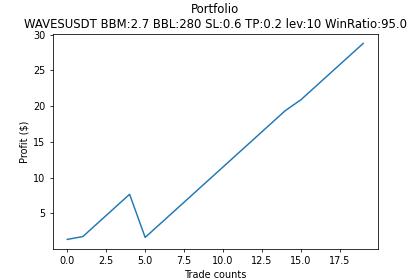 Portfolio
WAVESUSDT BBM:2.7 BBL:280 SL:0.6 TP:0.2 lev:10 WinRatio:95.0
30
25
20
15
10
5
Profit ($)
0.0 2.5 5.0 7.5 10.0 12.5 15.0 17.5
Trade counts